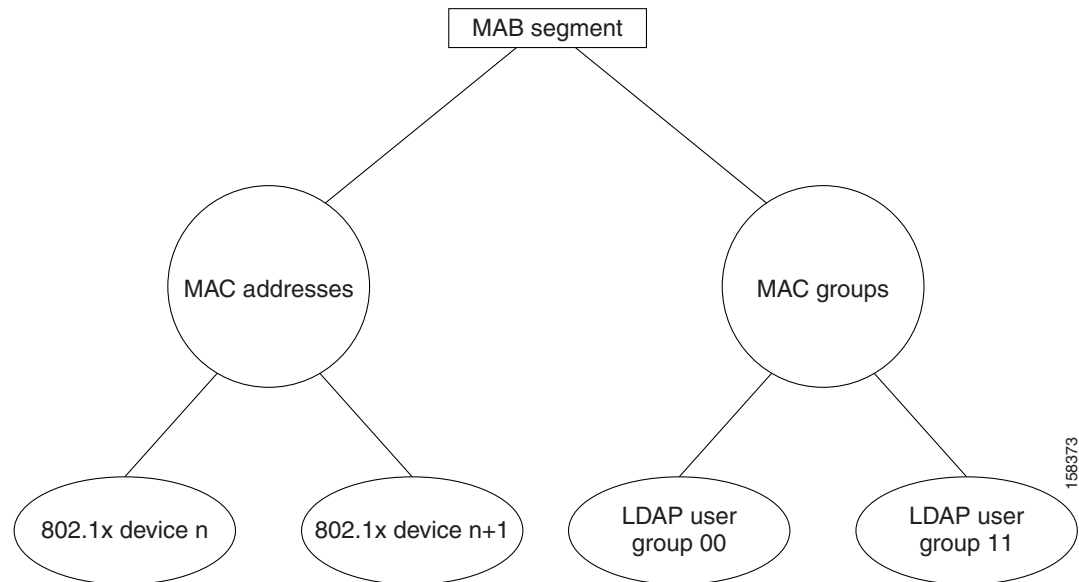 MAB segment
MAC addresses
MAC groups
802.1x device n
802.1x device n+1
LDAP user
group 00
LDAP user
group 11
158373